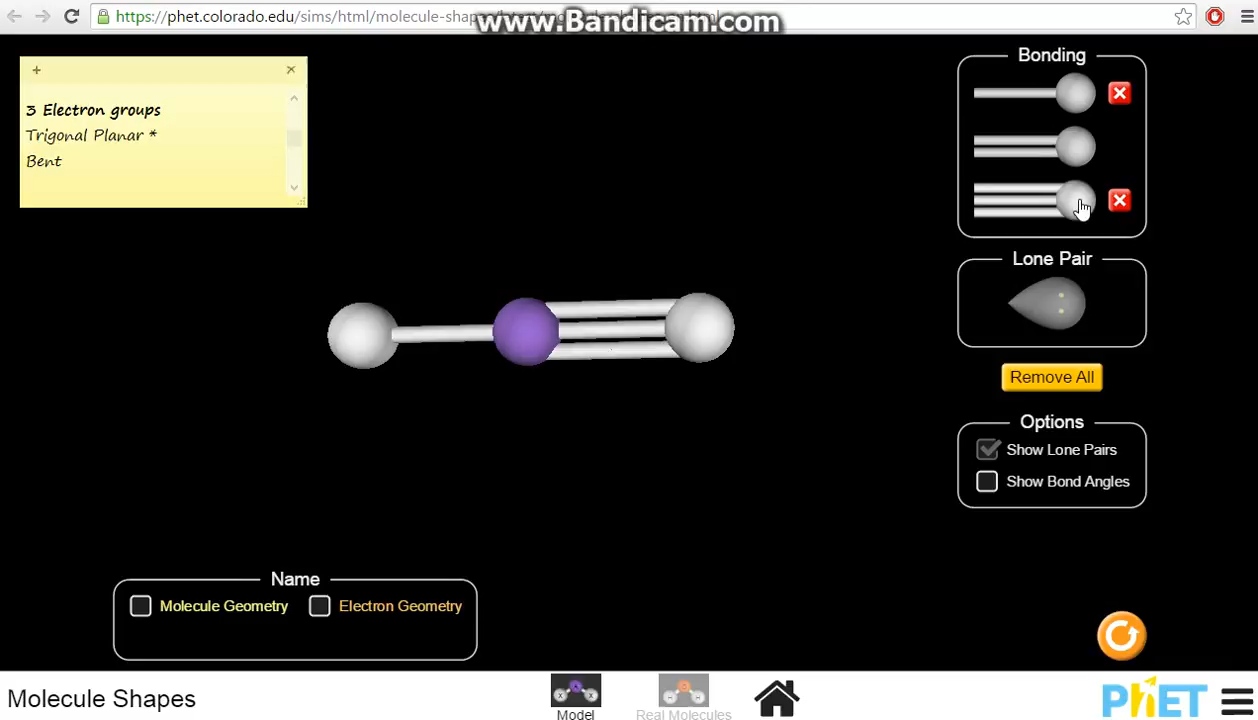 https://phet.colorado.edu/sims/html/molecule-shap
www.Bandicam.com
+
×
3 Electron groups
Trigonal Planar *
Bent
Bonding
Lone Pair
Remove All
Options
Show Lone Pairs
Show Bond Angles
Name
Molecule Geometry
Electron Geometry
Molecule Shapes
Model
Real Molecules
PhET